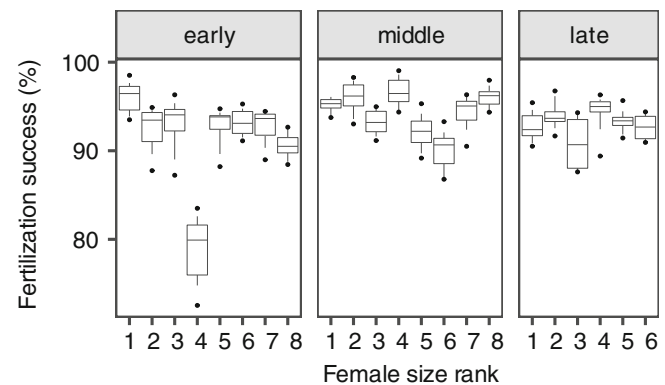 early middle late
Fertilization success (%)
100
90
80
1 2 3 4 5 6 7 8 1 2 3 4 5 6 7 8 1 2 3 4 5 6
Female size rank